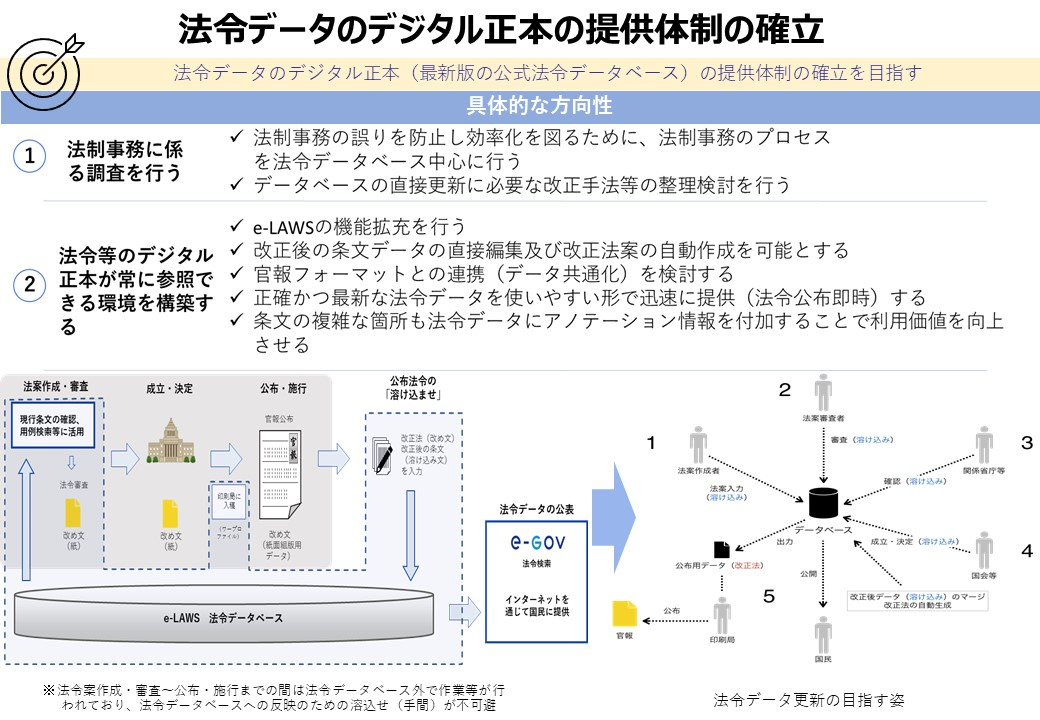 法令データのデジタル正本の提供体制の確立
法令データのデジタル正本（最新版の公式法令データベース）の提供体制の確立を目指す
具体的な方向性
1
法制事務に係
る調査を行う
✓ 法制事務の誤りを防止し効率化を図るために、法制事務のプロセス
を法令データベース中心に行う
✓ データベースの直接更新に必要な改正手法等の整理検討を行う
2
法令等のデジタル
正本が常に参照で
きる環境を構築す
る
✓ e-LAWSの機能拡充を行う
✓ 改正後の条文データの直接編集及び改正法案の自動作成を可能とする
✓ 官報フォーマットとの連携（データ共通化）を検討する
✓ 正確かつ最新な法令データを使いやすい形で迅速に提供（法令公布即時）する
✓ 条文の複雑な箇所も法令データにアノテーション情報を付加することで利用価値を向上
させる
法案作成・審査
現行条文の確認、
用例検索等に活用
法令審査
改め文
（紙）
成立・決定
改め文
（紙）
印刷局に
入稿
（ワープロ
ファイル）
公布・施行
官報公布
官報
改め文
（紙面組版用
データ）
公布法令の
「溶け込ませ」
改正法（改め文）
改正後の条文
（溶け込み文）
を入力
e-LAWS 法令データベース
法令データの公表
e-GOV
法令検索
インターネットを
通じて国民に提供
※法令案作成・審査～公布・施行までの間は法令データベース外で作業等が行
われており、法令データベースへの反映のための溶込せ（手間）が不可避
1
法案作成者
法案入力
（溶け込み）
2
法案審査者
審査（溶け込み）
3
関係省庁等
確認（溶け込み）
データベース
4
成立・決定（溶け込み）
国会等
出力
公布用データ（改正法）
公開
5
改正後データ（溶け込み）のマージ
改正法の自動生成
公布
官報
印刷局
国民
法令データ更新の目指す姿